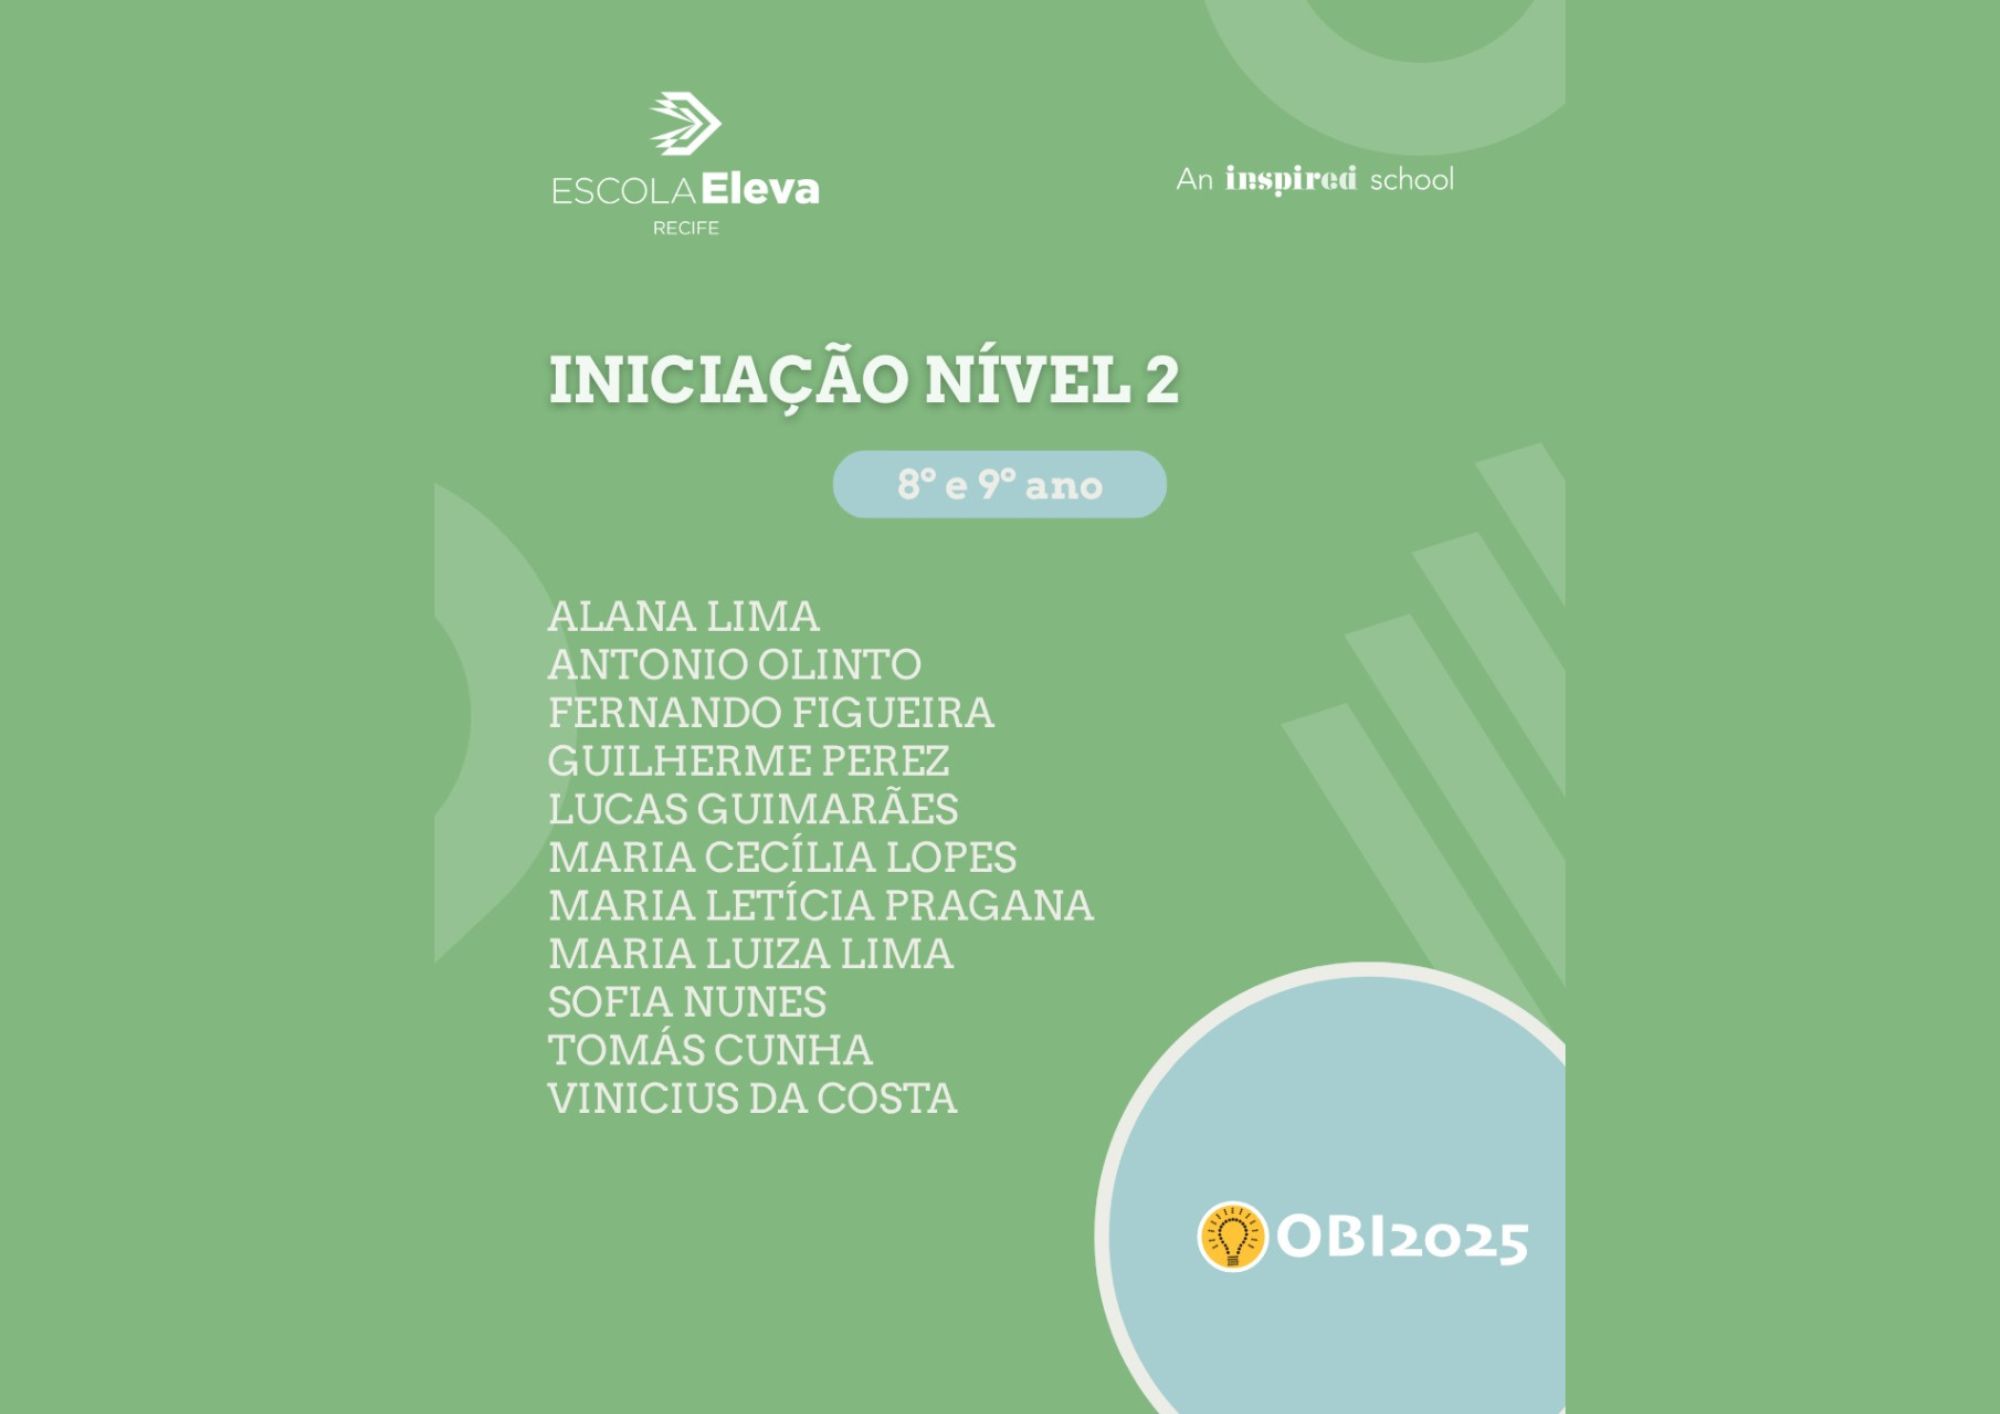 ESCOLA Eleva
RECIFE
An inspired school
INICIAÇÃO NÍVEL 2
8º e 9º ano
ALANA LIMA
ANTONIO OLINTO
FERNANDO FIGUEIRA
GUILHERME PEREZ
LUCAS GUIMARÃES
MARIA CECÍLIA LOPES
MARIA LETÍCIA PRAGANA
MARIA LUIZA LIMA
SOFIA NUNES
TOMÁS CUNHA
VINICIUS DA COSTA
OBI2025